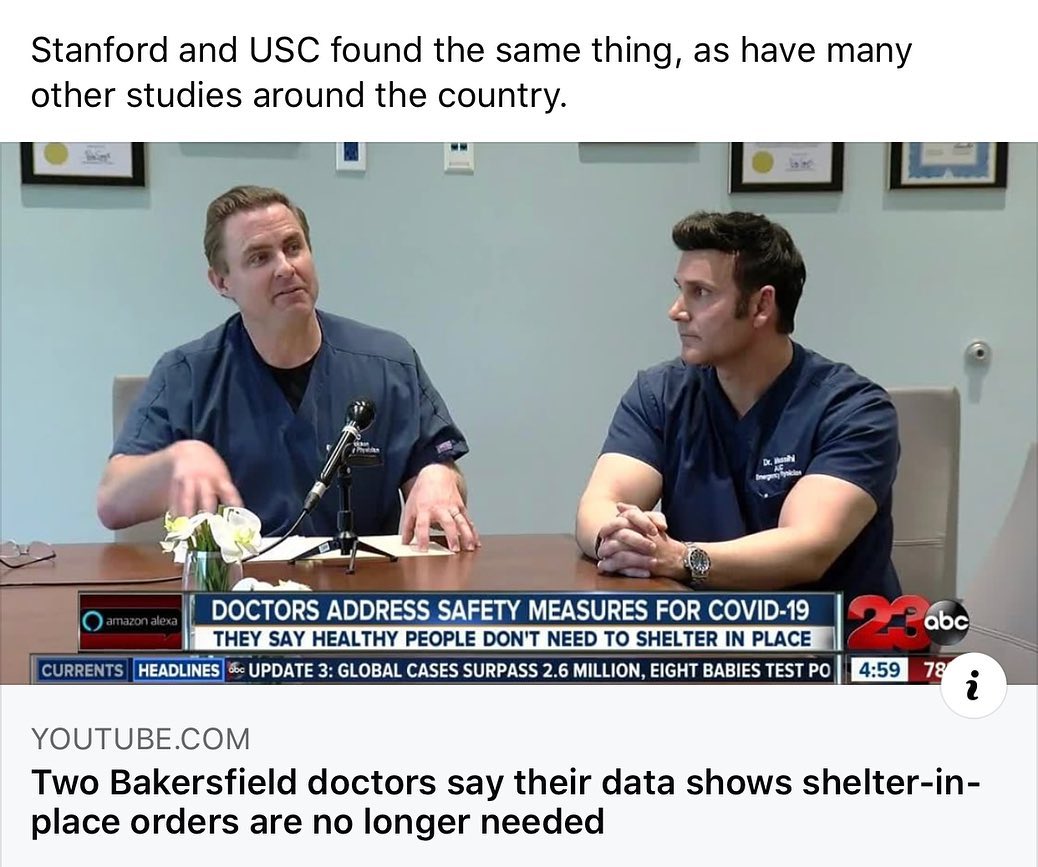 Stanford and USC found the same thing, as have many
other studies around the country.
Dr.
amazon alexa
DOCTORS ADDRESS SAFETY MEASURES FOR COVID-19
THEY SAY HEALTHY PEOPLE DON'T NEED TO SHELTER IN PLACE
23 abc
CURRENTS HEADLINES abc UPDATE 3: GLOBAL CASES SURPASS 2.6 MILLION, EIGHT BABIES TEST PO
4:59 78
i
YOUTUBE.COM
Two Bakersfield doctors say their data shows shelter-in-
place orders are no longer needed